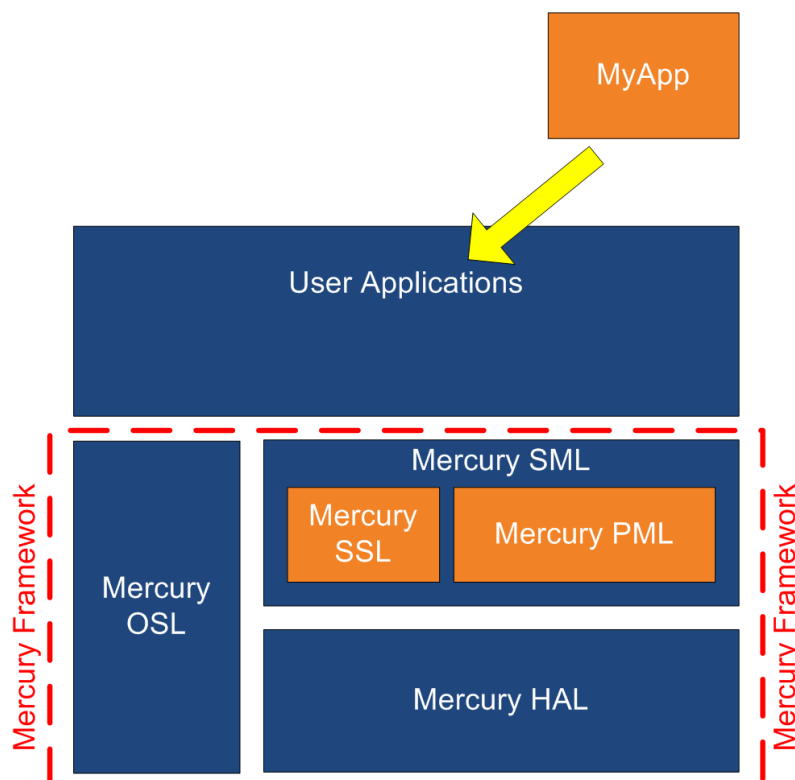 MyApp
User Applications
Mercury Framework
Mercury SML
Mercury
SSL
Mercury PML
Mercury
OSL
Mercury HAL
Mercury Framework